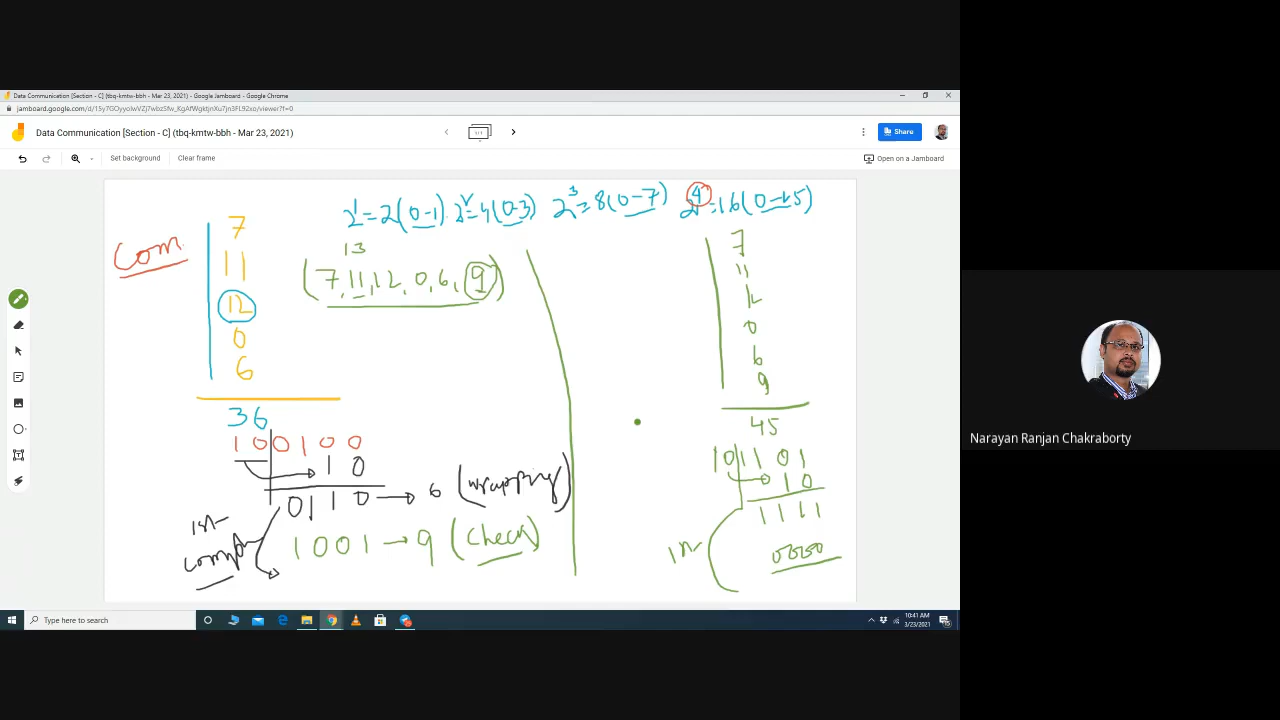 Data Communication [Section - C] (tbq-kmtw-bbh - Mar 23, 2021) - Google Jamboard - Google Chrome
Data Communication [Section - C] (tbq-kmtw-bbh - Mar 23, 2021)
1/1
Share
Set background
Clear frame
Open on a Jamboard
2¹=2(0-1) 2²=4(0-3) 2³=8(0-7) 2⁴=16(0-15)
Com
7
11
12
0
6
36
100100
10
0110 → 6 (wrapping)
1st
1001 → 9 (Check)
13
(7, 11, 12, 0, 6, 9)
7
11
12
0
6
9
45
101101
10
1111
1st
0000
Narayan Ranjan Chakraborty
Type here to search
10:41 AM
3/23/2021